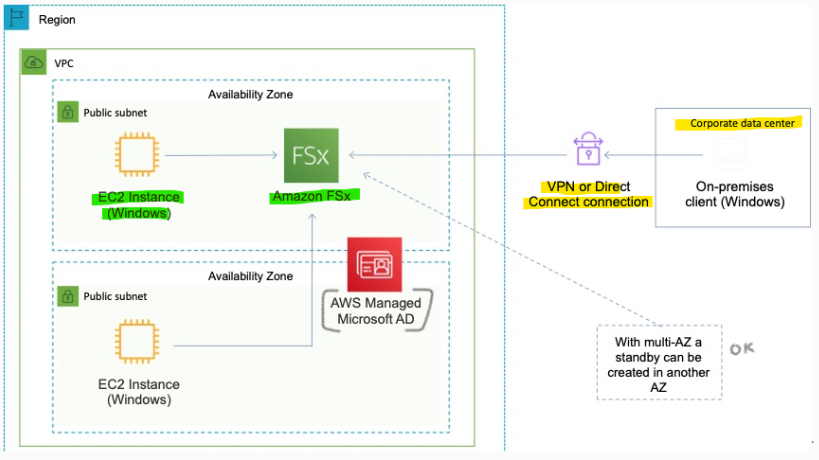 Region
VPC
Availability Zone
Public subnet
FSx
EC2 Instance
(Windows)
Amazon FSx
VPN or Direct
Connect connection
Corporate data center
On-premises
client (Windows)
Availability Zone
Public subnet
AWS Managed
Microsoft AD
EC2 Instance
(Windows)
With multi-AZ a
standby can be
created in another
AZ
OK